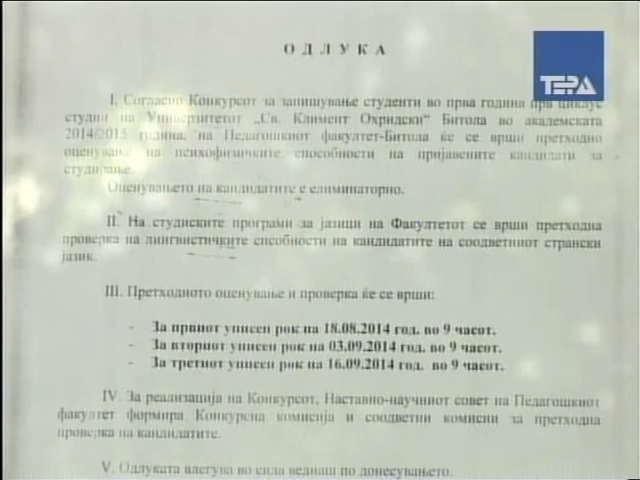 ОДЛУКА
ТЕРА
I. Согласно Конкурсот за запишување студенти во прва година прв циклус
студии на Универзитетот „Св. Климент Охридски“ Битола во академската
2014/2015 година, на Педагошкиот факултет-Битола ќе се врши претходно
оценување на психофизичките способности на пријавените кандидати за
студирање.
Оценувањето на кандидатите е елиминаторно.
II. На студиските програми за јазици на Факултетот се врши претходна
проверка на лингвистичките способности на кандидатите на соодветниот странски
јазик.
III. Претходното оценување и проверка ќе се врши:
- За првиот уписен рок на 18.08.2014 год. во 9 часот.
- За вториот уписен рок на 03.09.2014 год. во 9 часот.
- За третиот уписен рок на 16.09.2014 год. во 9 часот.
IV. За реализација на Конкурсот, Наставно-научниот совет на Педагошкиот
факултет формира Конкурсна комисија и соодветни комисии за претходна
проверка на кандидатите.
V. Одлуката влегува во сила веднаш по донесувањето.